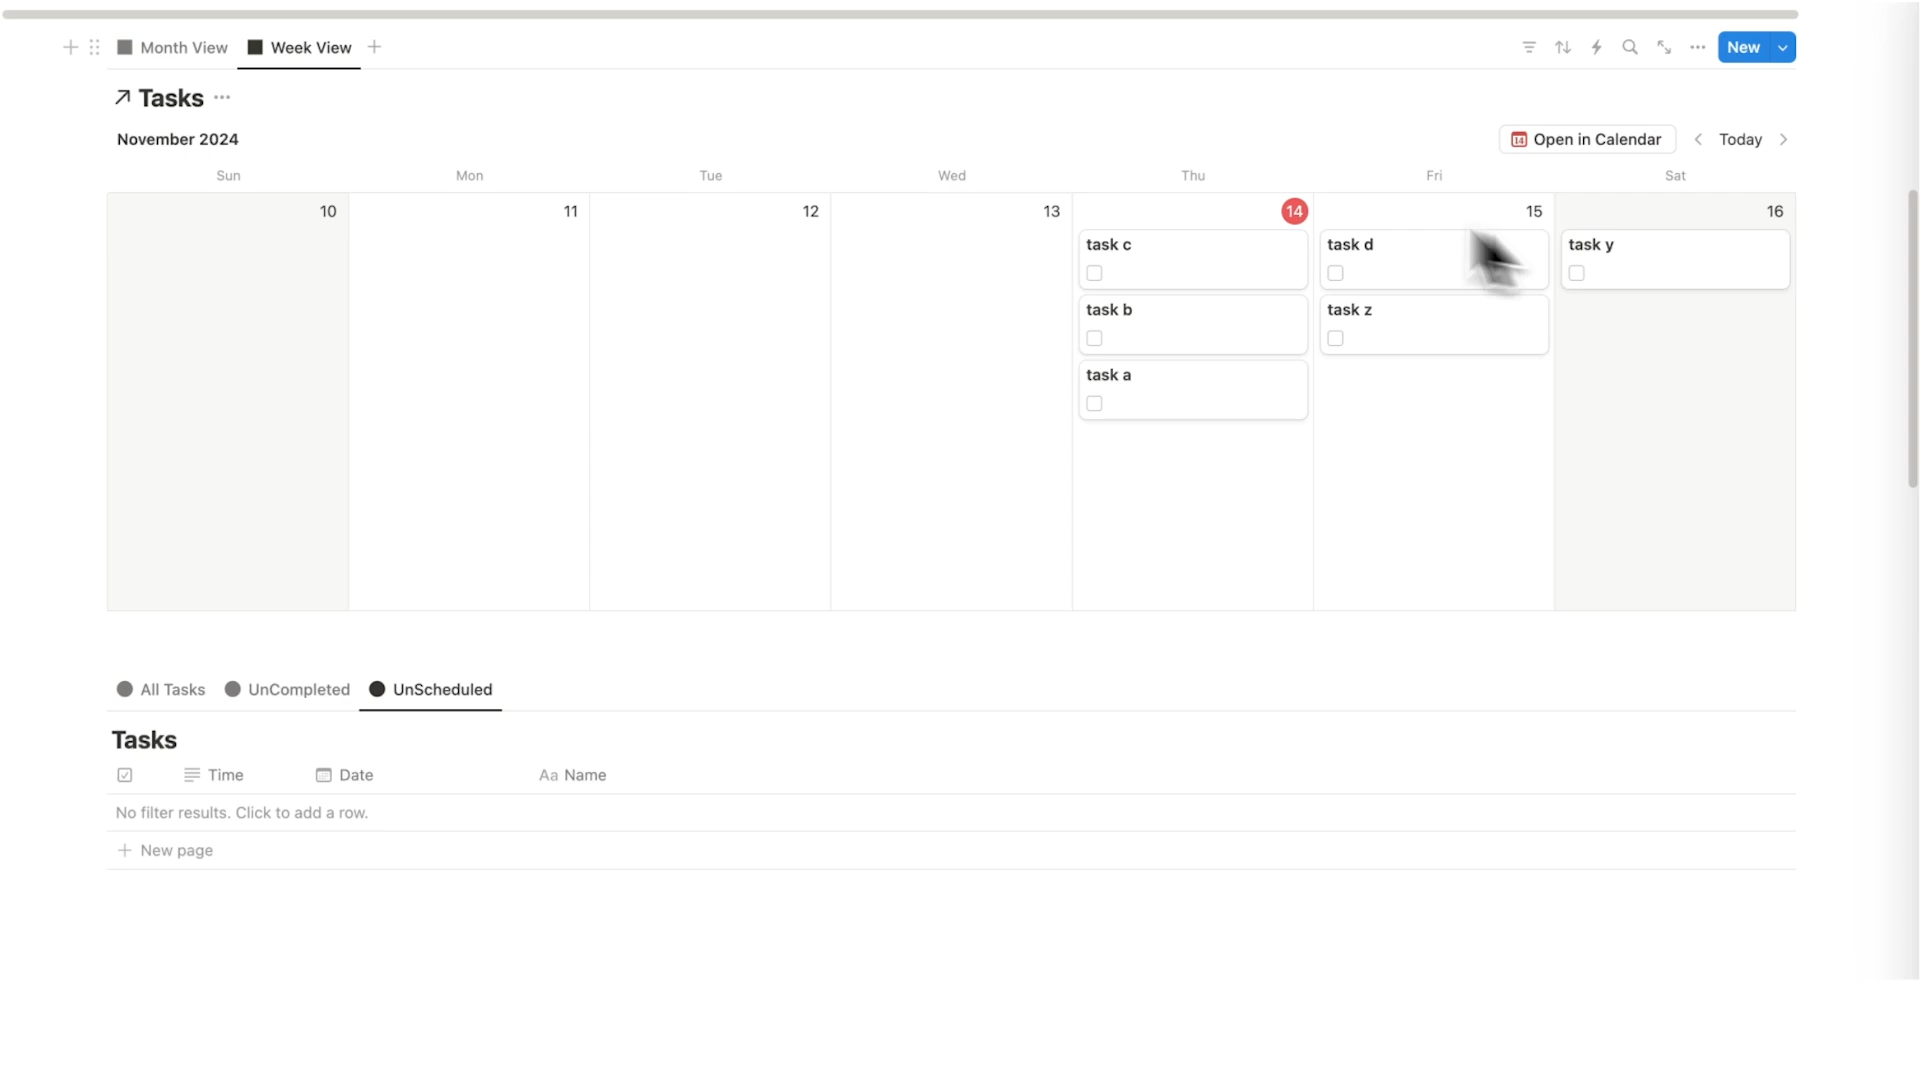 Month View Week View New
Tasks
November 2024 14 Open in Calendar Today
Sun Mon Tue Wed Thu Fri Sat
10 11 12 13 14 15 16
task c task d task y
task b task z
task a
All Tasks UnCompleted UnScheduled
Tasks
Time Date Aa Name
No filter results. Click to add a row.
New page